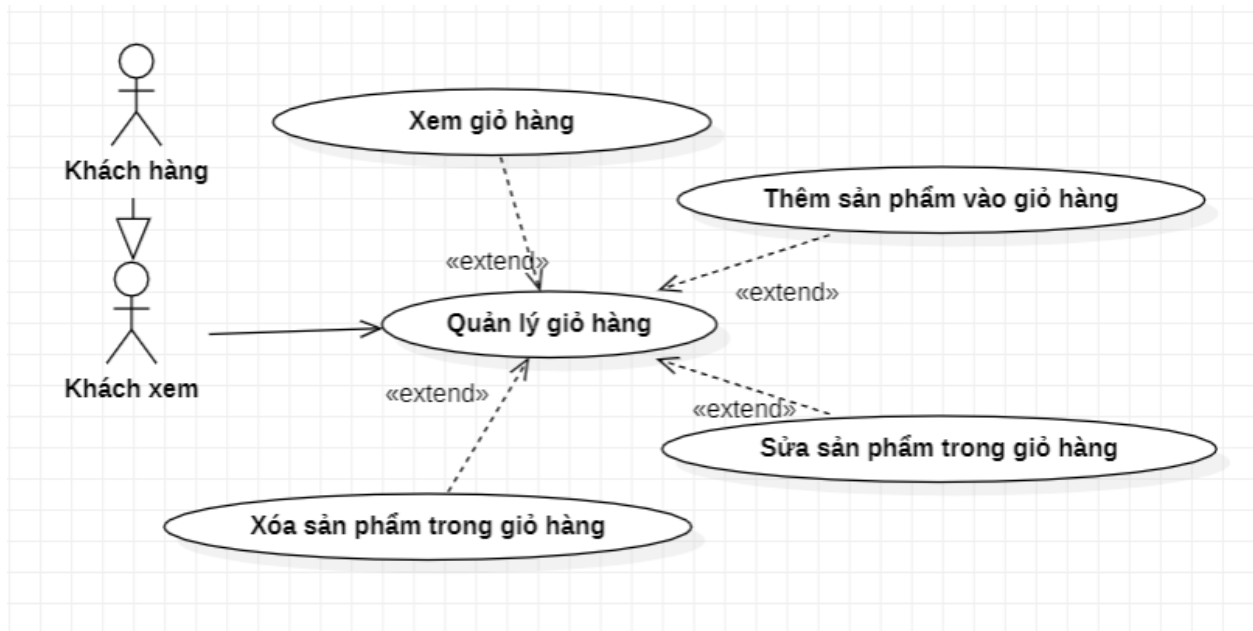 Xem giỏ hàng
Khách hàng
Thêm sản phẩm vào giỏ hàng
«extend»
«extend»
Quản lý giỏ hàng
Khách xem
«extend»
«extend»
Sửa sản phẩm trong giỏ hàng
Xóa sản phẩm trong giỏ hàng